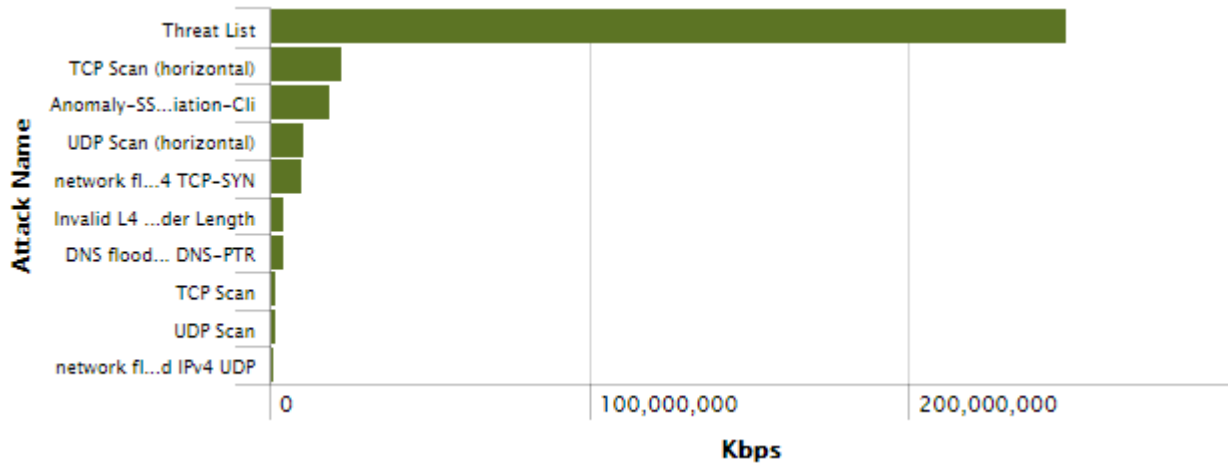 Threat List
TCP Scan (horizontal)
Anomaly-SS...iation-Cli
UDP Scan (horizontal)
network fl...4 TCP-SYN
Invalid L4 ...der Length
DNS flood... DNS-PTR
TCP Scan
UDP Scan
network fl...d IPv4 UDP
Attack Name
0 100,000,000 200,000,000
Kbps